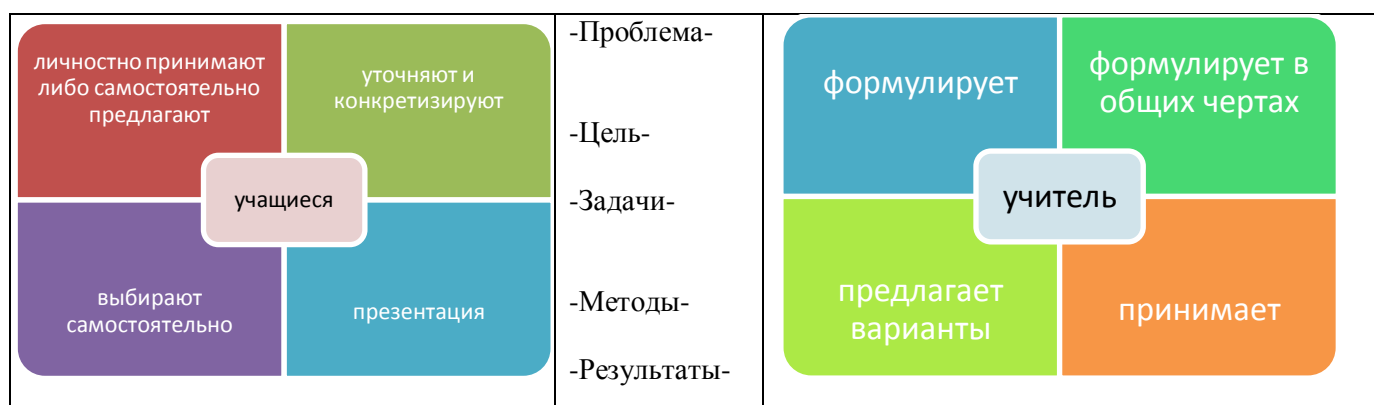 личностно принимают
либо самостоятельно
предлагают
уточняют и
конкретизируют
учащиеся
выбирают
самостоятельно
презентация
-Проблема-
-Цель-
-Задачи-
-Методы-
-Результаты-
формулирует
формулирует в
общих чертах
учитель
предлагает
варианты
принимает